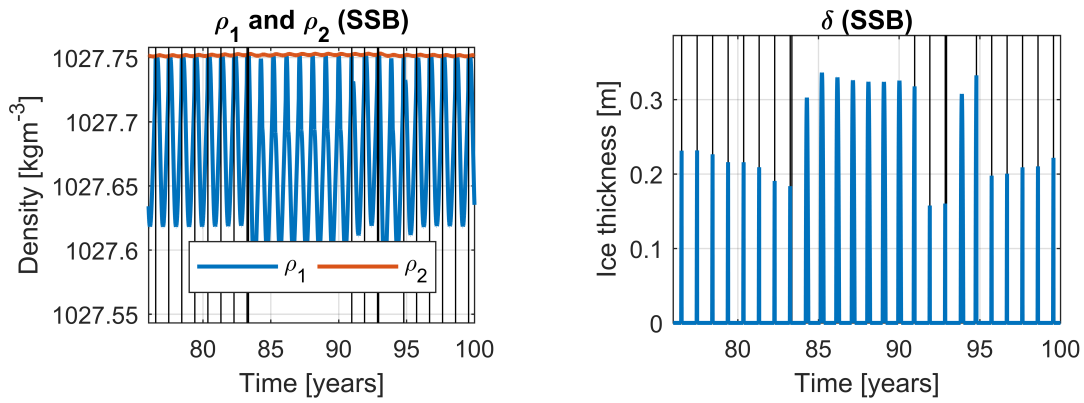 ρ₁ and ρ₂ (SSB)
Density [kgm⁻³]
1027.75
1027.7
1027.65
1027.6
1027.55
ρ₁ ρ₂
80 85 90 95 100
Time [years]
δ (SSB)
Ice thickness [m]
0.3
0.2
0.1
0
80 85 90 95 100
Time [years]